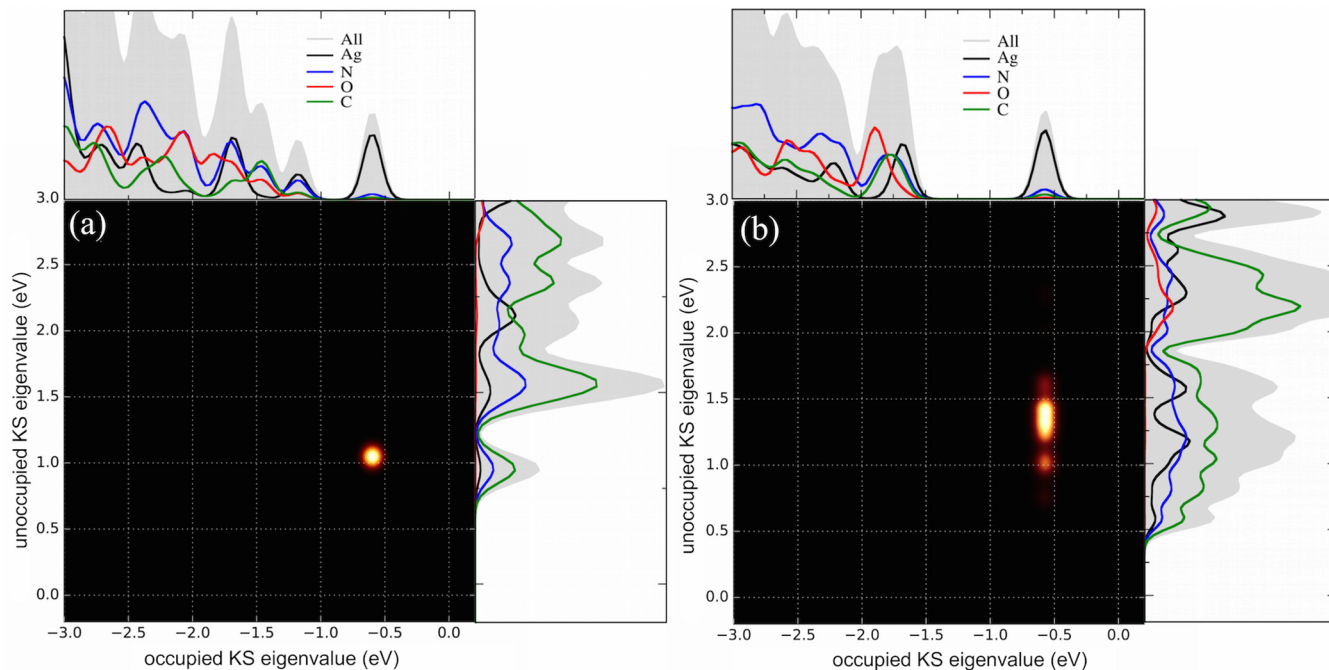 All
Ag
N
O
C
3.0
(a)
2.5
2.0
1.5
1.0
0.5
0.0
unoccupied KS eigenvalue (eV)
−3.0 −2.5 −2.0 −1.5 −1.0 −0.5 0.0
occupied KS eigenvalue (eV)
All
Ag
N
O
C
3.0
(b)
2.5
2.0
1.5
1.0
0.5
0.0
unoccupied KS eigenvalue (eV)
−3.0 −2.5 −2.0 −1.5 −1.0 −0.5 0.0
occupied KS eigenvalue (eV)